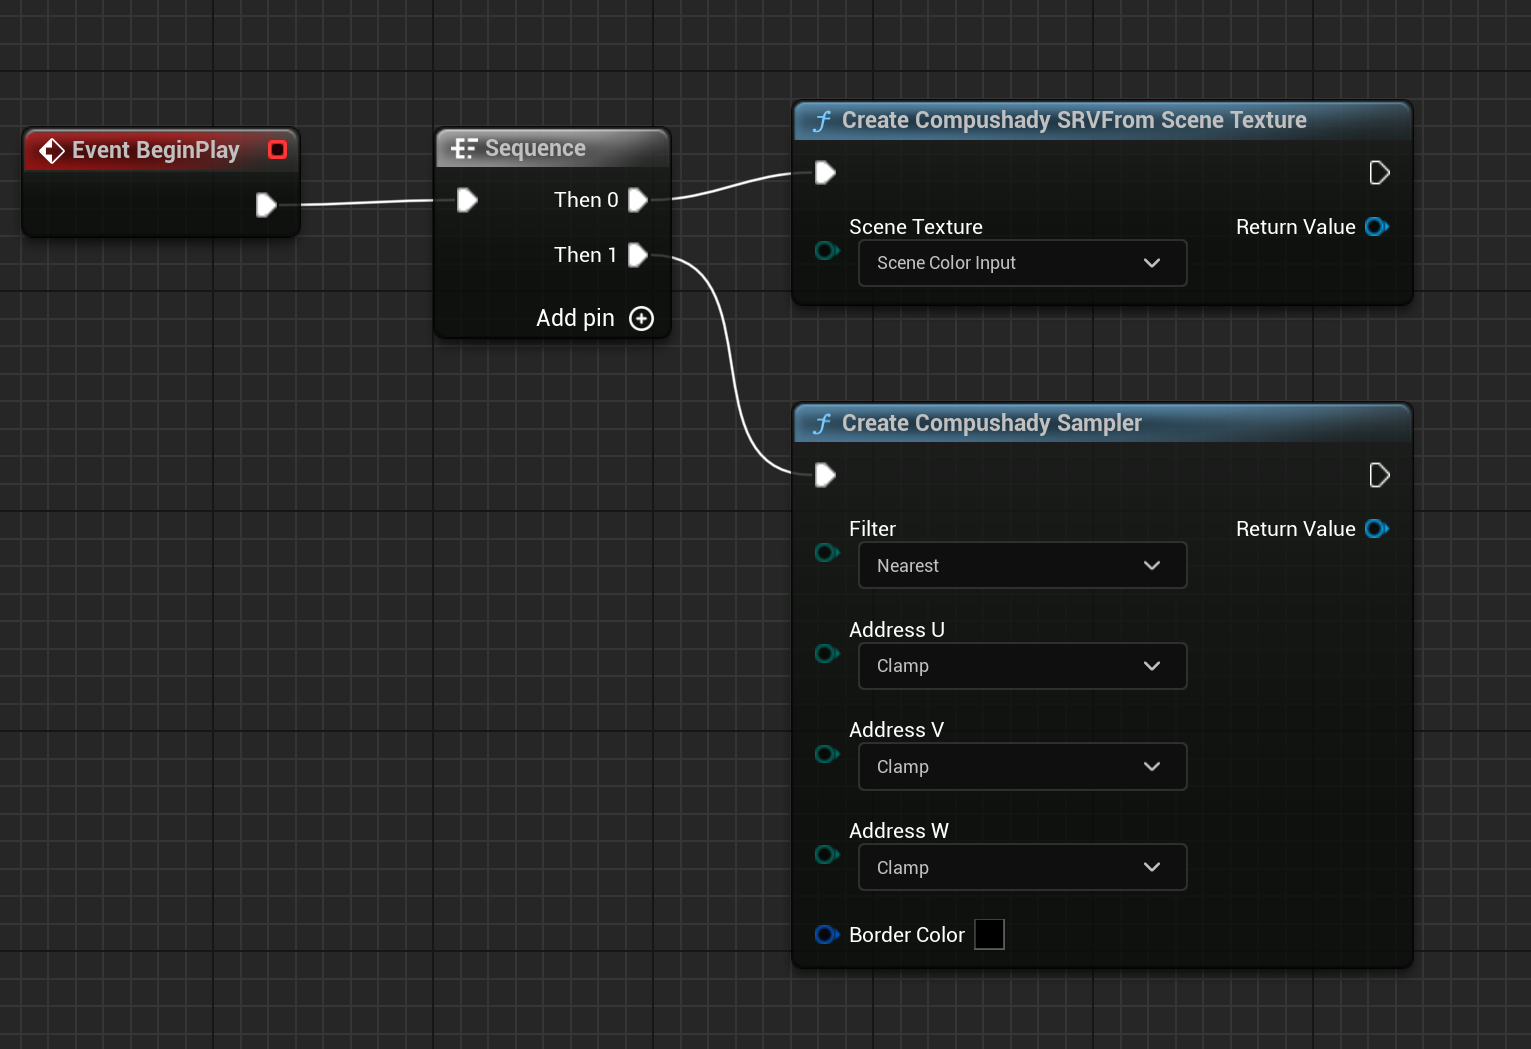 Event BeginPlay
Sequence
Then 0
Then 1
Add pin
Create Compushady SRVFrom Scene Texture
Scene Texture
Return Value
Scene Color Input
Create Compushady Sampler
Filter
Return Value
Nearest
Address U
Clamp
Address V
Clamp
Address W
Clamp
Border Color